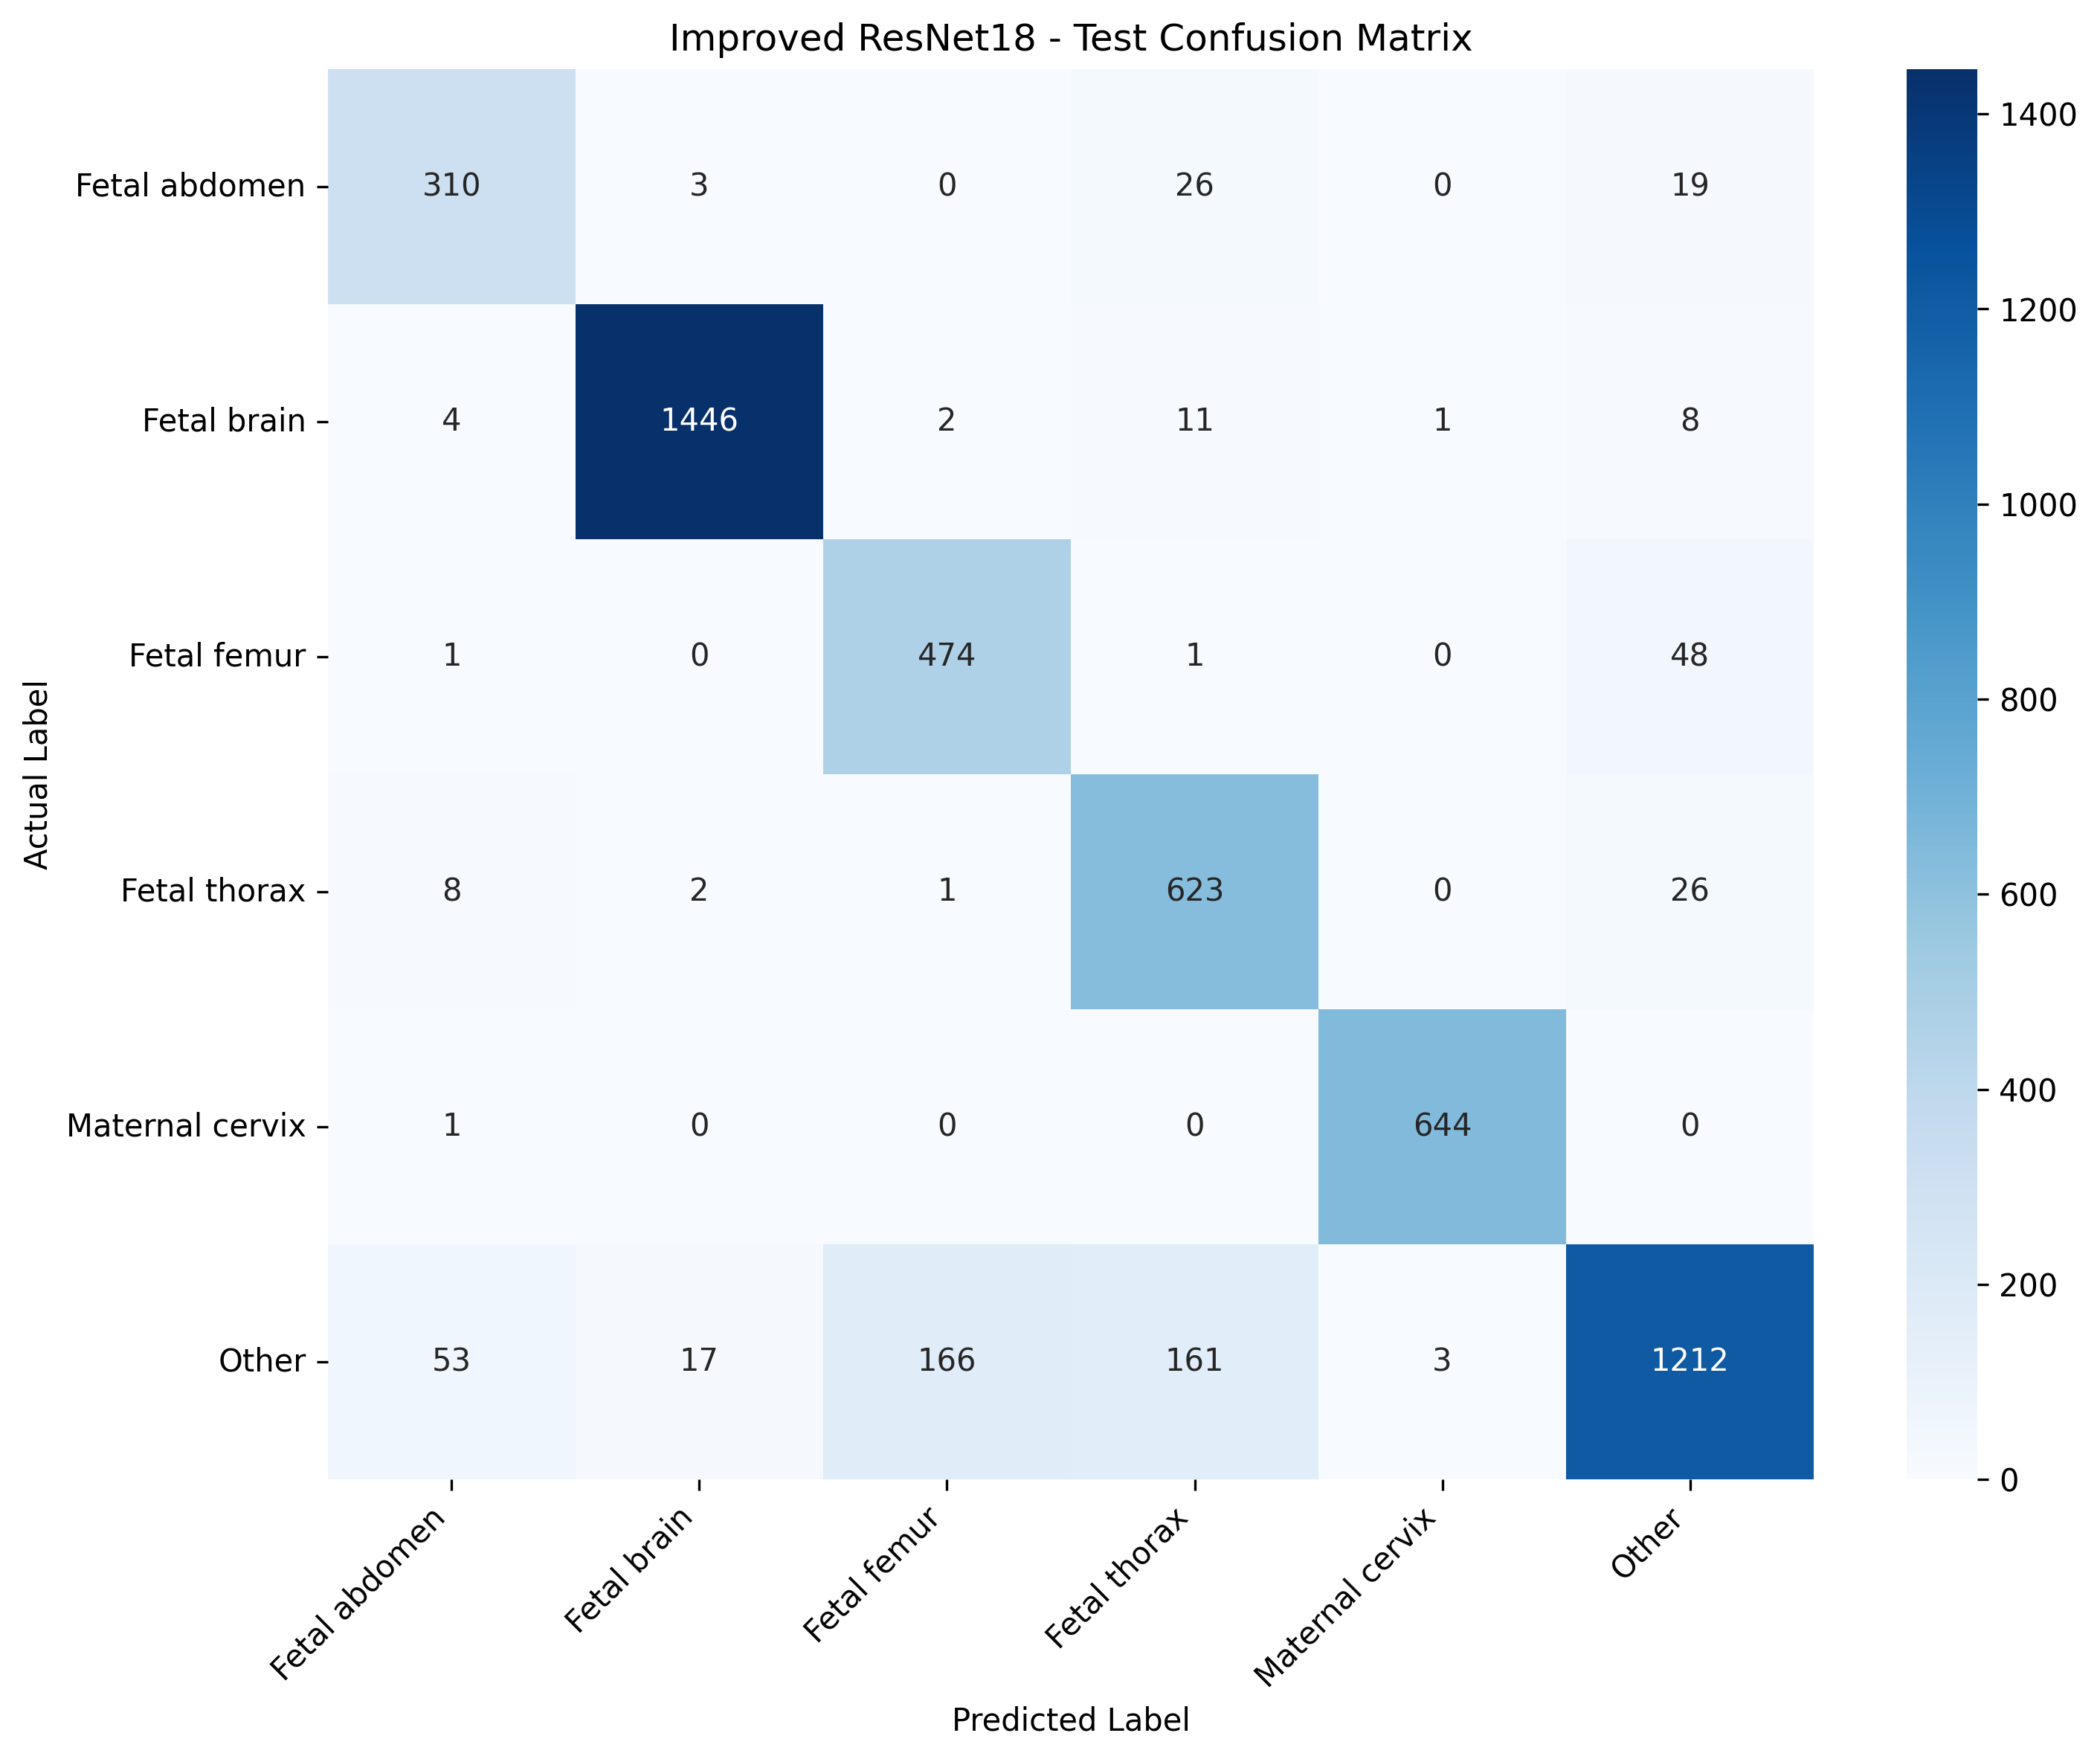 Improved ResNet18 - Test Confusion Matrix
Actual Label
Fetal abdomen 310 3 0 26 0 19
Fetal brain 4 1446 2 11 1 8
Fetal femur 1 0 474 1 0 48
Fetal thorax 8 2 1 623 0 26
Maternal cervix 1 0 0 0 644 0
Other 53 17 166 161 3 1212
Fetal abdomen Fetal brain Fetal femur Fetal thorax Maternal cervix Other
Predicted Label
1400
1200
1000
800
600
400
200
0